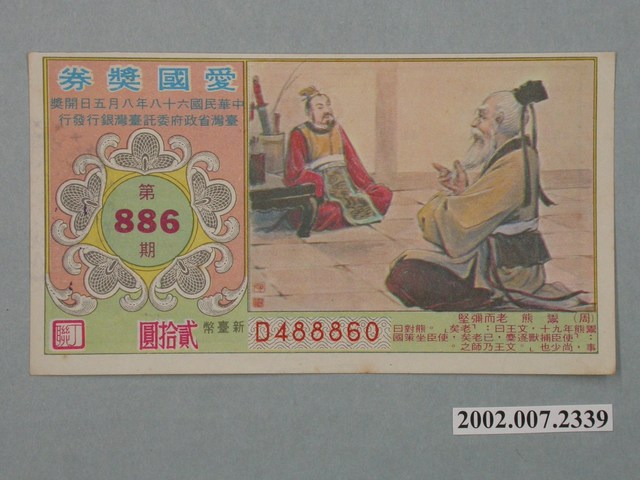 愛國獎券
中華民國六十八年八月五日開獎
臺灣省政府委託臺灣銀行發行
第
886
期
新臺幣
貳拾圓
D488860
(周) 鬻熊 老而彌堅
鬻熊年九十,文王曰:「老矣」。熊對曰
:「使臣捕獸逐麋,已老矣,使臣坐策國
事,尚少也」。文王乃師之。
2002.007.2339